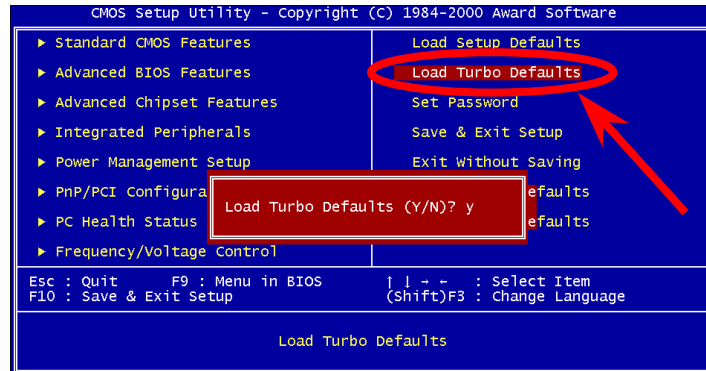 CMOS Setup Utility - Copyright (C) 1984-2000 Award Software
▶ Standard CMOS Features
▶ Advanced BIOS Features
▶ Advanced Chipset Features
▶ Integrated Peripherals
▶ Power Management Setup
▶ PnP/PCI Configura
▶ PC Health Status
▶ Frequency/Voltage Control
Load Setup Defaults
Load Turbo Defaults
Set Password
Save & Exit Setup
Exit Without Saving
efaults
efaults
Load Turbo Defaults (Y/N)? y
Esc : Quit F9 : Menu in BIOS ↑ ↓ → ← : Select Item
F10 : Save & Exit Setup (Shift)F3 : Change Language
Load Turbo Defaults